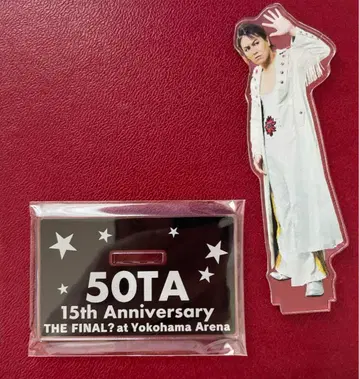 50TA
15th Anniversary
THE FINAL? at Yokohama Arena